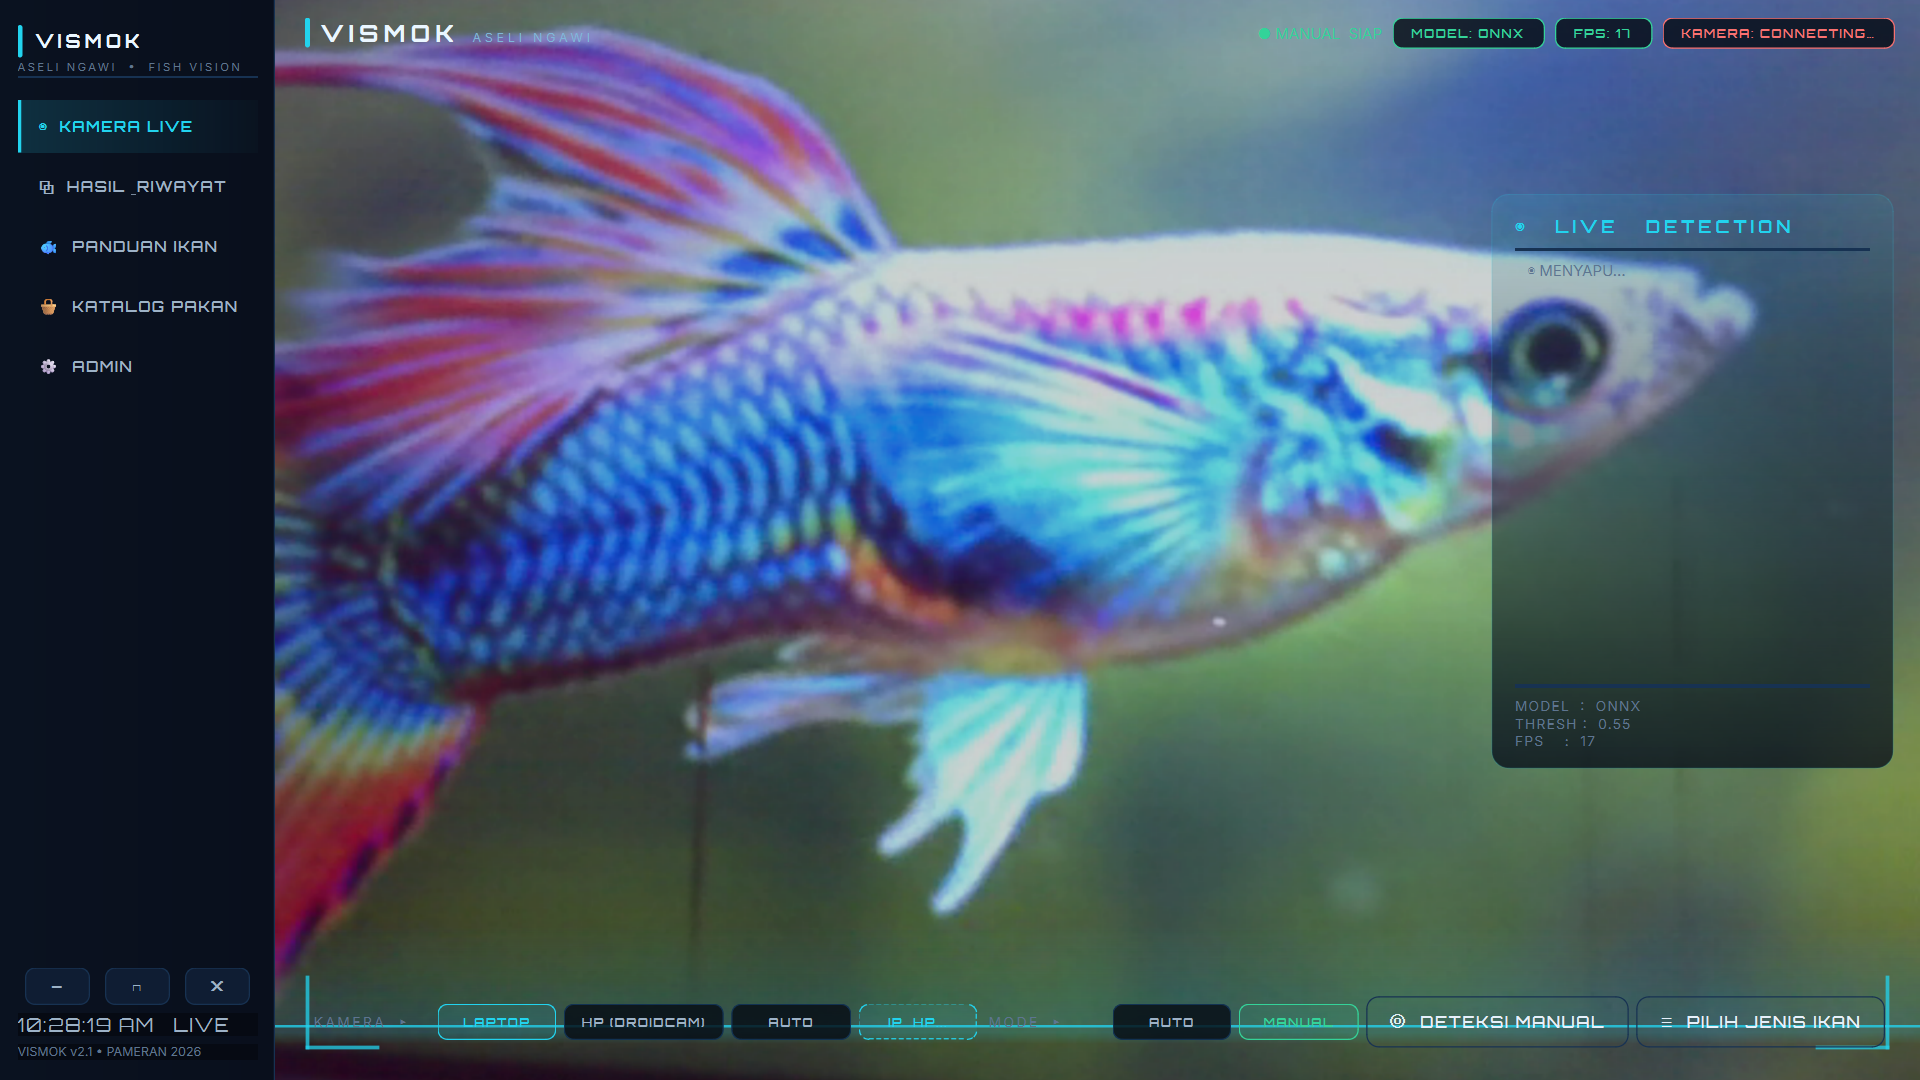 VISMOK
ASELI NGAWI • FISH VISION
KAMERA LIVE
HASIL _RIWAYAT
PANDUAN IKAN
KATALOG PAKAN
ADMIN
10:28:19 AM LIVE
VISMOK v2.1 • PAMERAN 2026
VISMOK ASELI NGAWI
MANUAL SIAP
MODEL: ONNX
FPS: 17
KAMERA: CONNECTING...
LIVE DETECTION
MENYAPU...
MODEL : ONNX
THRESH : 0.55
FPS : 17
KAMERA ▸
LAPTOP
HP (DROIDCAM)
AUTO
IP HP
MODE ▸
AUTO
MANUAL
DETEKSI MANUAL
PILIH JENIS IKAN